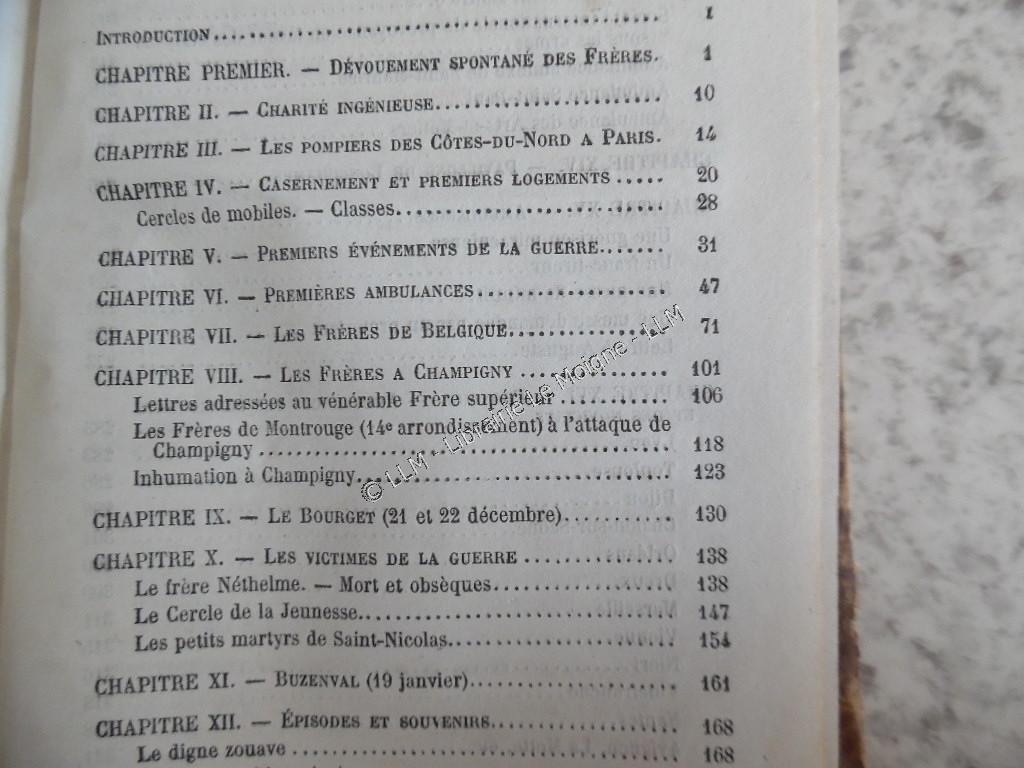 INTRODUCTION.......................................... I
CHAPITRE PREMIER. — DÉVOUEMENT SPONTANÉ DES FRÈRES. 1
CHAPITRE II. — CHARITÉ INGÉNIEUSE......................... 10
CHAPITRE III. — LES POMPIERS DES CÔTES-DU-NORD A PARIS. 14
CHAPITRE IV. — CASERNEMENT ET PREMIERS LOGEMENTS ..... 20
Cercles de mobiles. — Classes............................. 28
CHAPITRE V. — PREMIERS ÉVÉNEMENTS DE LA GUERRE....... 31
CHAPITRE VI. — PREMIÈRES AMBULANCES.................... 47
CHAPITRE VII. — LES FRÈRES DE BELGIQUE................. 71
CHAPITRE VIII. — LES FRÈRES A CHAMPIGNY ............... 101
Lettres adressées au vénérable Frère supérieur ........... 106
Les Frères de Montrouge (14e arrondissement) à l'attaque de
Champigny ............................................ 118
Inhumation à Champigny................................ 123
CHAPITRE IX. — LE BOURGET (21 et 22 décembre)........... 130
CHAPITRE X. — LES VICTIMES DE LA GUERRE ............... 138
Le frère Néthelme. — Mort et obsèques................... 138
Le Cercle de la Jeunesse................................ 147
Les petits martyrs de Saint-Nicolas....................... 154
CHAPITRE XI. — BUZENVAL (19 janvier)..................... 161
CHAPITRE XII. — ÉPISODES ET SOUVENIRS................... 168
Le digne zouave ........................................ 168
© LLM - Librairie Le Moigne - LLM